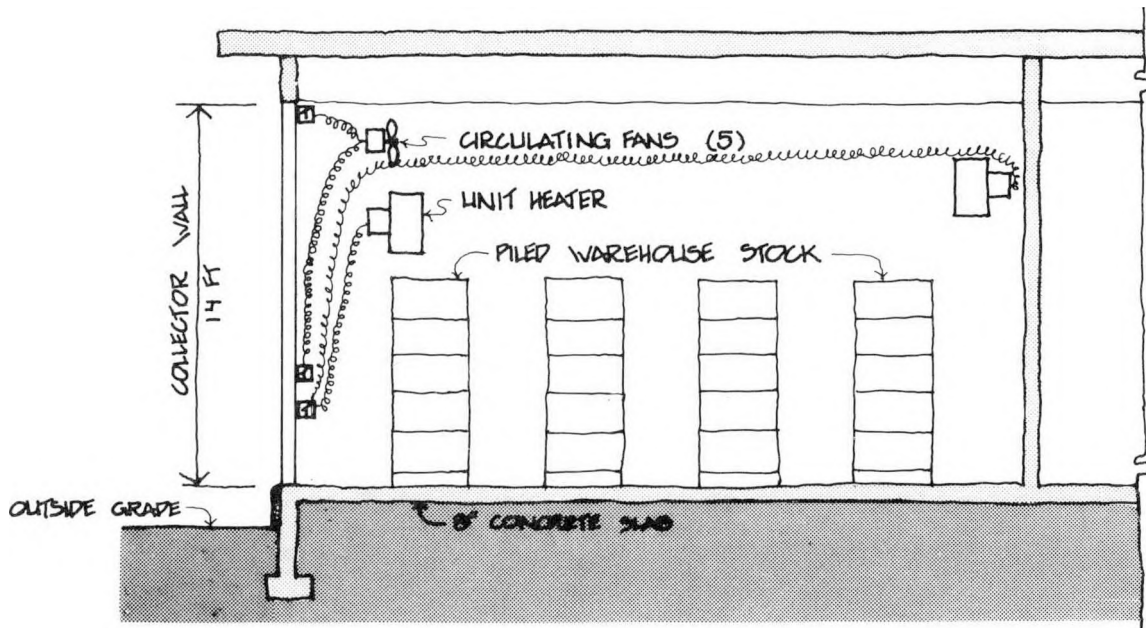 CIRCULATING FANS (5)
UNIT HEATER
PILED WAREHOUSE STOCK
COLLECTOR WALL
14 FT
OUTSIDE GRADE
8" CONCRETE SLAB